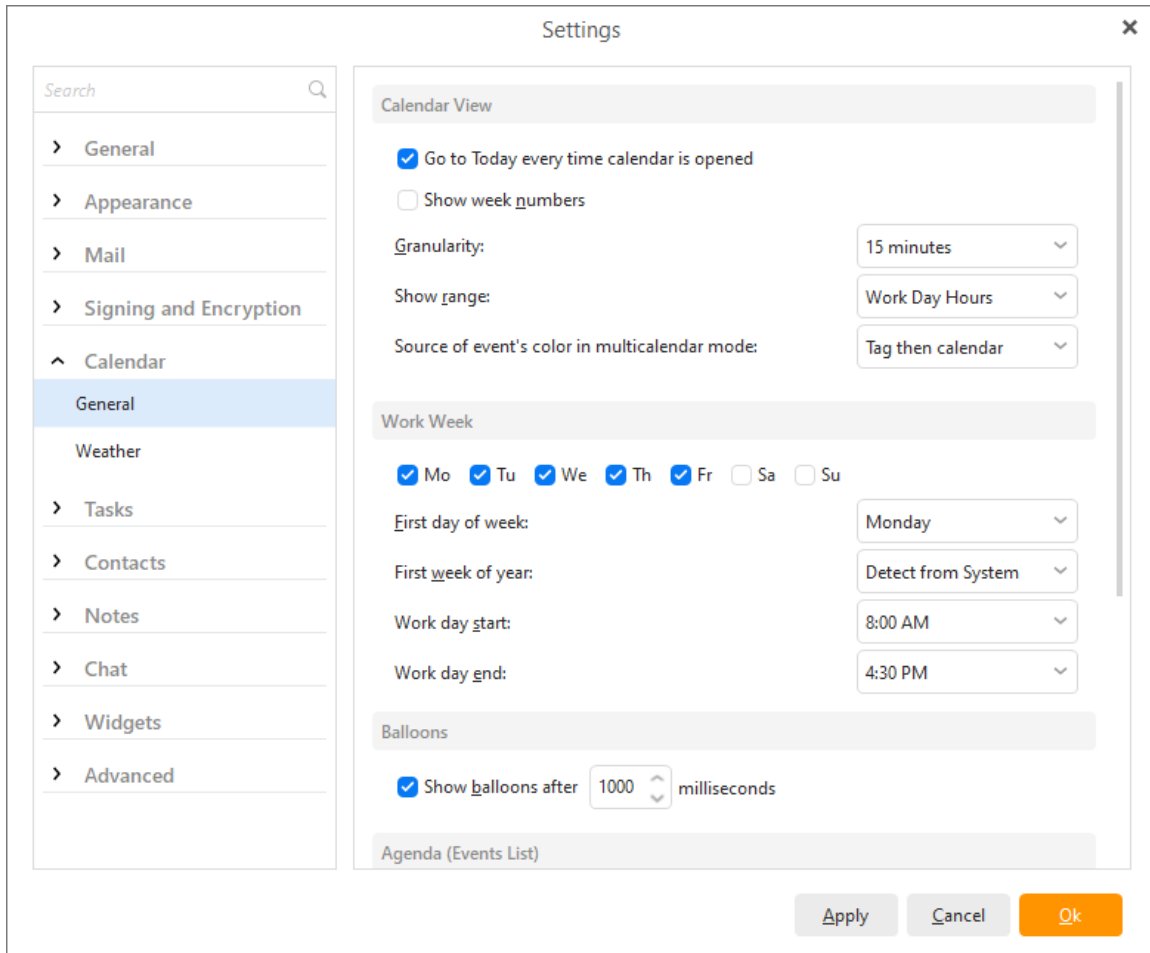 Settings
Search
General
Appearance
Mail
Signing and Encryption
Calendar
General
Weather
Tasks
Contacts
Notes
Chat
Widgets
Advanced
Calendar View
Go to Today every time calendar is opened
Show week numbers
Granularity: 15 minutes
Show range: Work Day Hours
Source of event's color in multicalendar mode: Tag then calendar
Work Week
Mo Tu We Th Fr Sa Su
First day of week: Monday
First week of year: Detect from System
Work day start: 8:00 AM
Work day end: 4:30 PM
Balloons
Show balloons after 1000 milliseconds
Agenda (Events List)
Apply Cancel Ok